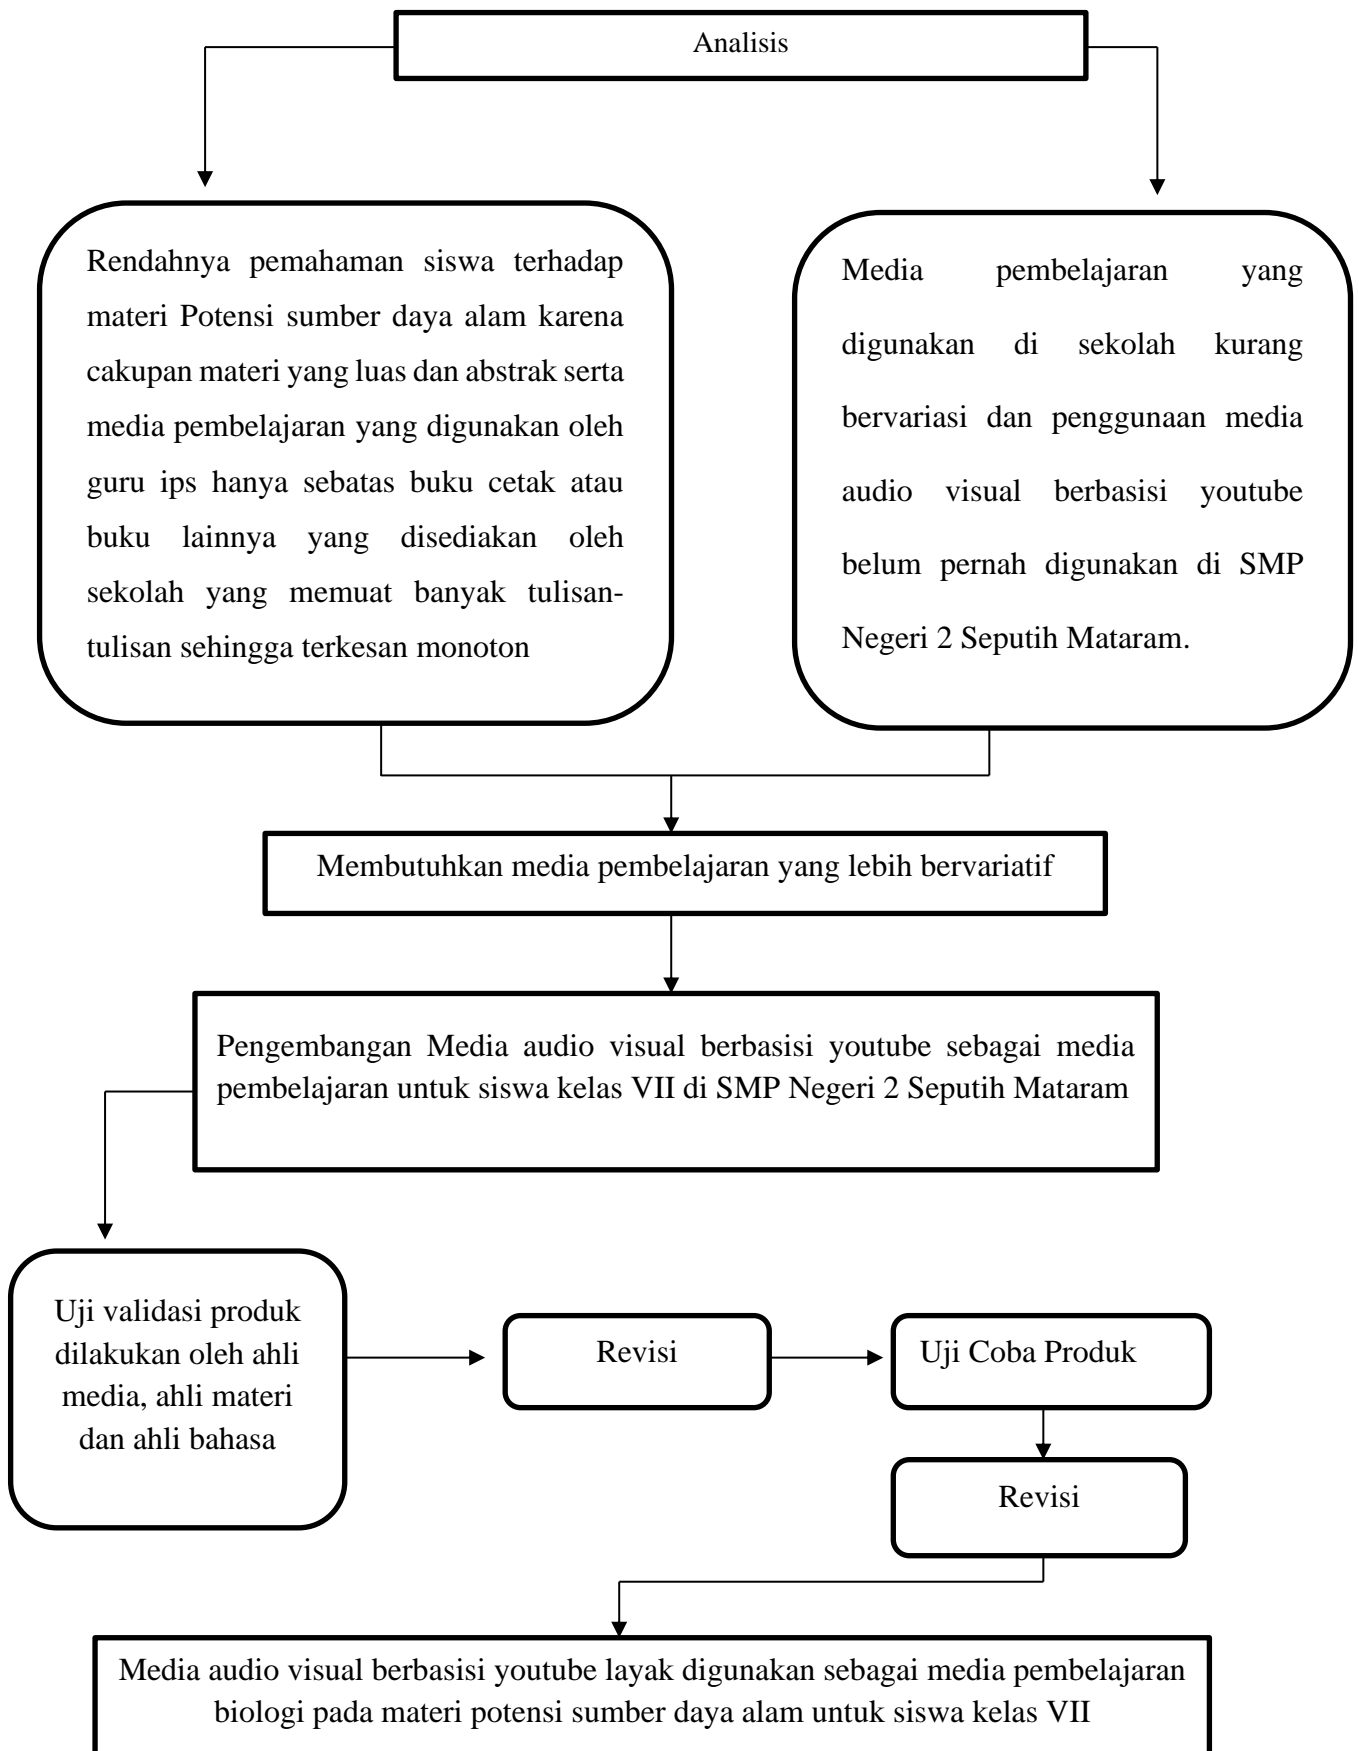 Analisis
Rendahnya pemahaman siswa terhadap
materi Potensi sumber daya alam karena
cakupan materi yang luas dan abstrak serta
media pembelajaran yang digunakan oleh
guru ips hanya sebatas buku cetak atau
buku lainnya yang disediakan oleh
sekolah yang memuat banyak tulisan-
tulisan sehingga terkesan monoton
Media pembelajaran yang
digunakan di sekolah kurang
bervariasi dan penggunaan media
audio visual berbasisi youtube
belum pernah digunakan di SMP
Negeri 2 Seputih Mataram.
Membutuhkan media pembelajaran yang lebih bervariatif
Pengembangan Media audio visual berbasisi youtube sebagai media
pembelajaran untuk siswa kelas VII di SMP Negeri 2 Seputih Mataram
Uji validasi produk
dilakukan oleh ahli
media, ahli materi
dan ahli bahasa
Revisi
Uji Coba Produk
Revisi
Media audio visual berbasisi youtube layak digunakan sebagai media pembelajaran
biologi pada materi potensi sumber daya alam untuk siswa kelas VII